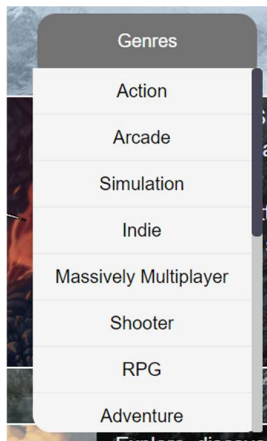 Genres
Action
Arcade
Simulation
Indie
Massively Multiplayer
Shooter
RPG
Adventure